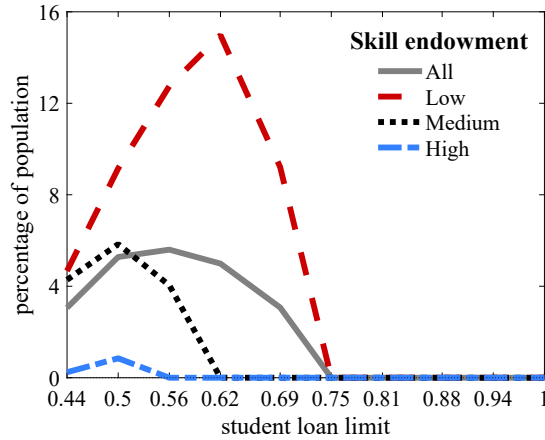 Skill endowment
All
Low
Medium
High
percentage of population
16
12
8
4
0
0.44 0.5 0.56 0.62 0.69 0.75 0.81 0.88 0.94 1
student loan limit